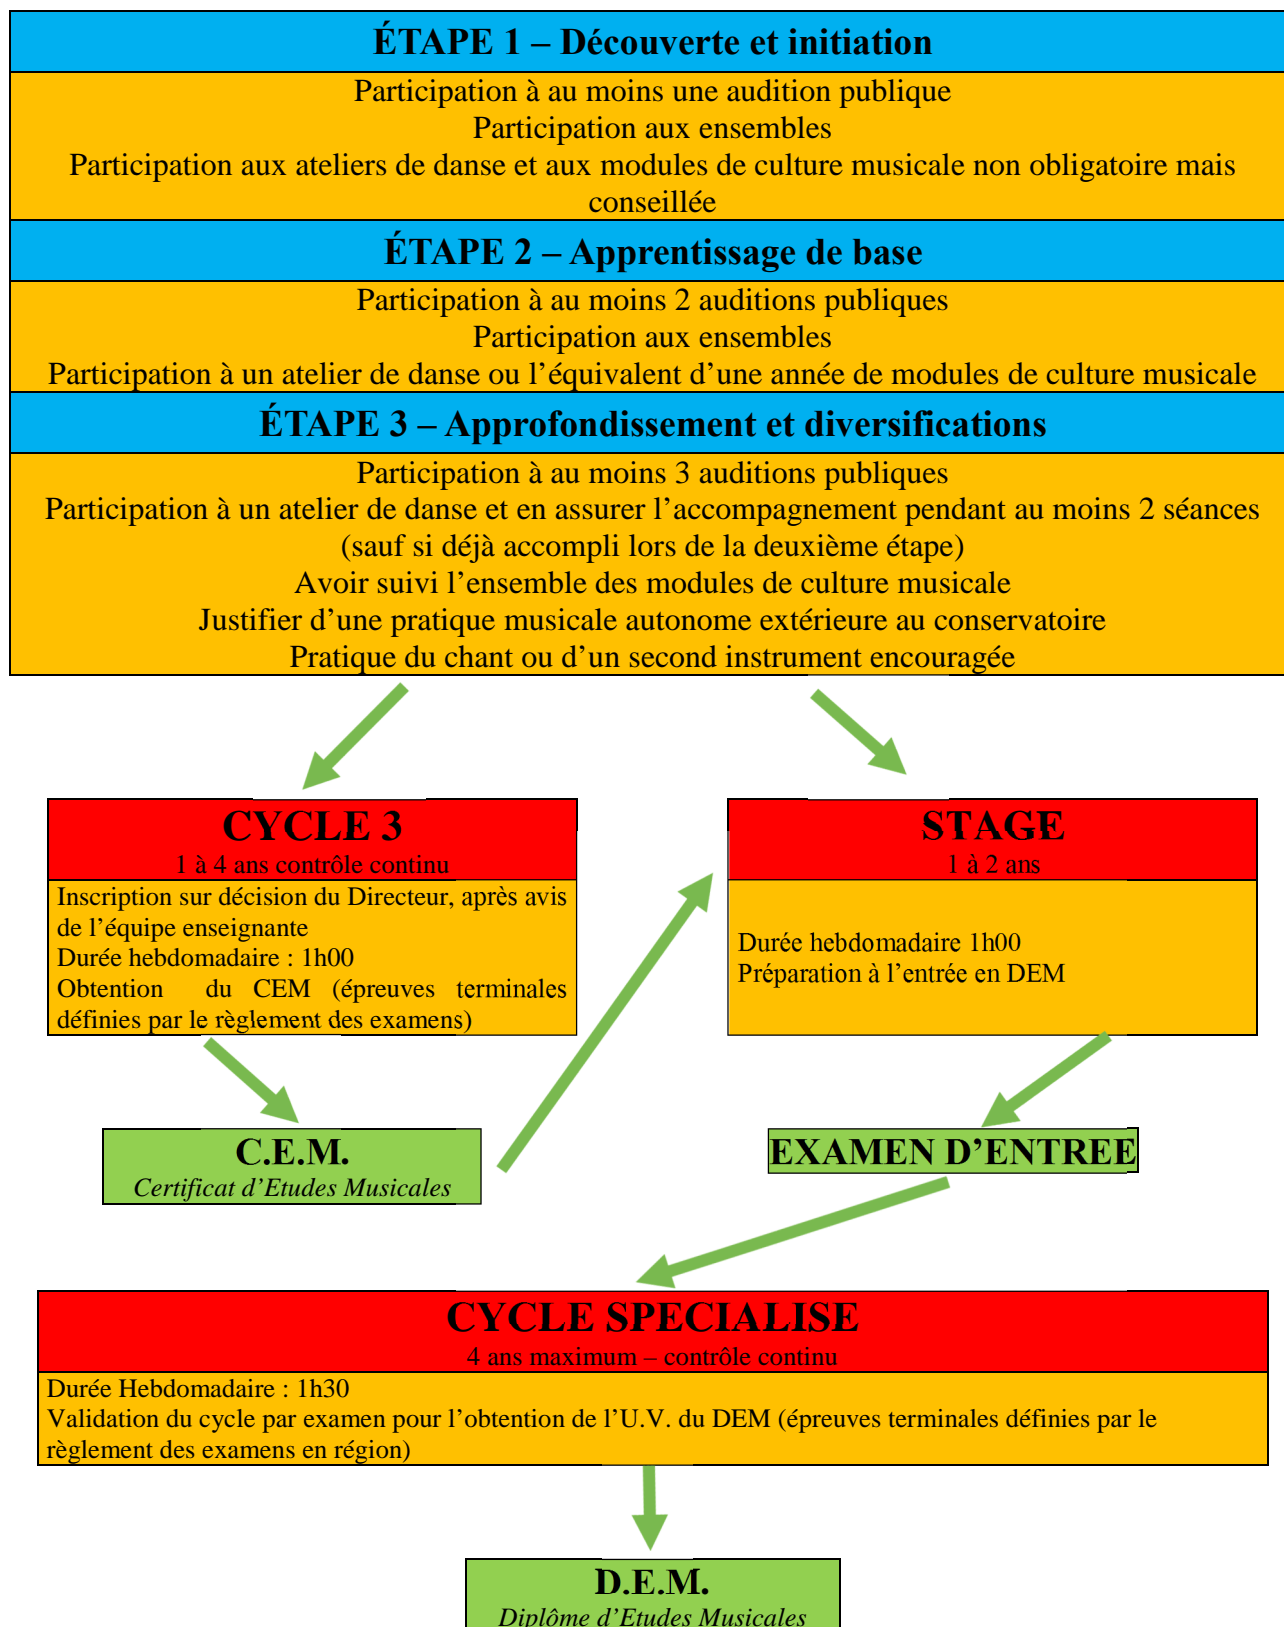 ÉTAPE 1 – Découverte et initiation
Participation à au moins une audition publique
Participation aux ensembles
Participation aux ateliers de danse et aux modules de culture musicale non obligatoire mais
conseillée
ÉTAPE 2 – Apprentissage de base
Participation à au moins 2 auditions publiques
Participation aux ensembles
Participation à un atelier de danse ou l’équivalent d’une année de modules de culture musicale
ÉTAPE 3 – Approfondissement et diversifications
Participation à au moins 3 auditions publiques
Participation à un atelier de danse et en assurer l’accompagnement pendant au moins 2 séances
(sauf si déjà accompli lors de la deuxième étape)
Avoir suivi l’ensemble des modules de culture musicale
Justifier d’une pratique musicale autonome extérieure au conservatoire
Pratique du chant ou d’un second instrument encouragée
CYCLE 3
1 à 4 ans contrôle continu
Inscription sur décision du Directeur, après avis
de l’équipe enseignante
Durée hebdomadaire : 1h00
Obtention du CEM (épreuves terminales
définies par le règlement des examens)
STAGE
1 à 2 ans
Durée hebdomadaire 1h00
Préparation à l’entrée en DEM
C.E.M.
Certificat d’Etudes Musicales
EXAMEN D’ENTREE
CYCLE SPECIALISE
4 ans maximum – contrôle continu
Durée Hebdomadaire : 1h30
Validation du cycle par examen pour l’obtention de l’U.V. du DEM (épreuves terminales définies par le
règlement des examens en région)
D.E.M.
Diplôme d’Etudes Musicales